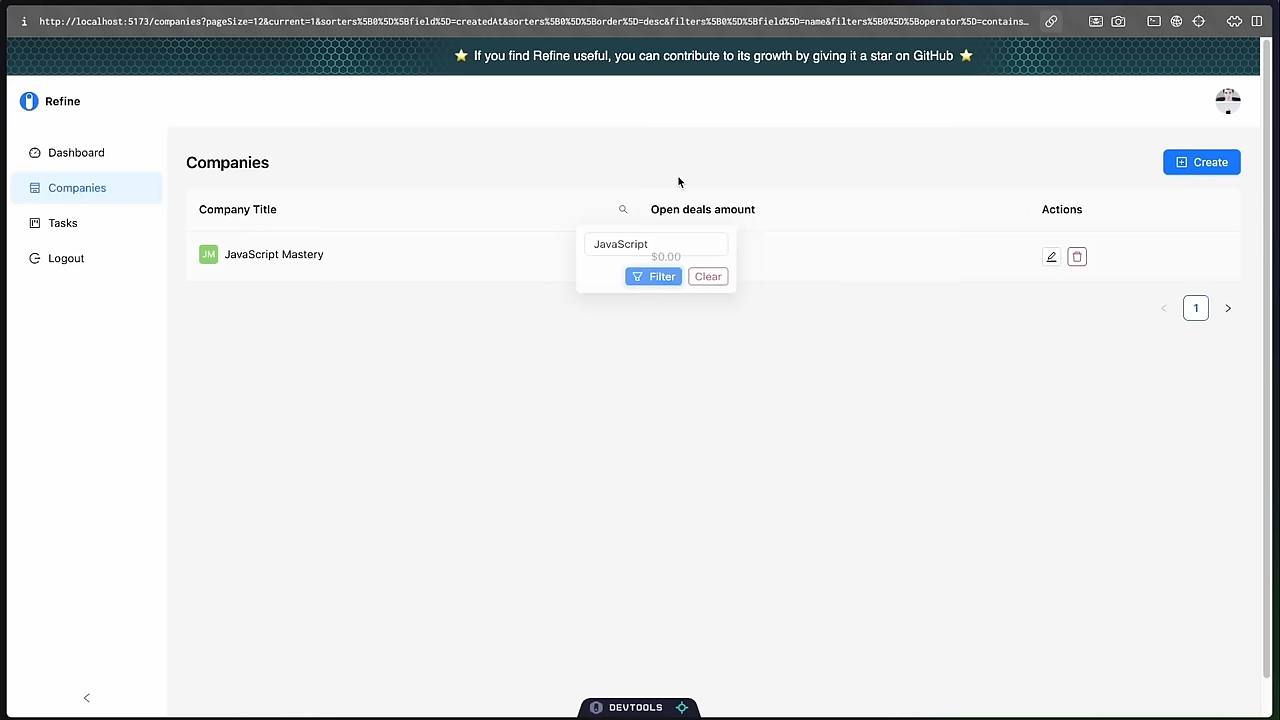 http://localhost:5173/companies?pageSize=12&current=1&sorters%5B0%5D%5Bfield%5D=createdAt&sorters%5B0%5D%5Border%5D=desc&filters%5B0%5D%5Bfield%5D=name&filters%5B0%5D%5Boperator%5D=contains…
⭐ If you find Refine useful, you can contribute to its growth by giving it a star on GitHub ⭐
Refine
Dashboard
Companies
Tasks
Logout
Companies
Create
Company Title
Open deals amount
Actions
JM JavaScript Mastery
JavaScript
$0.00
Filter
Clear
1
DEVTOOLS